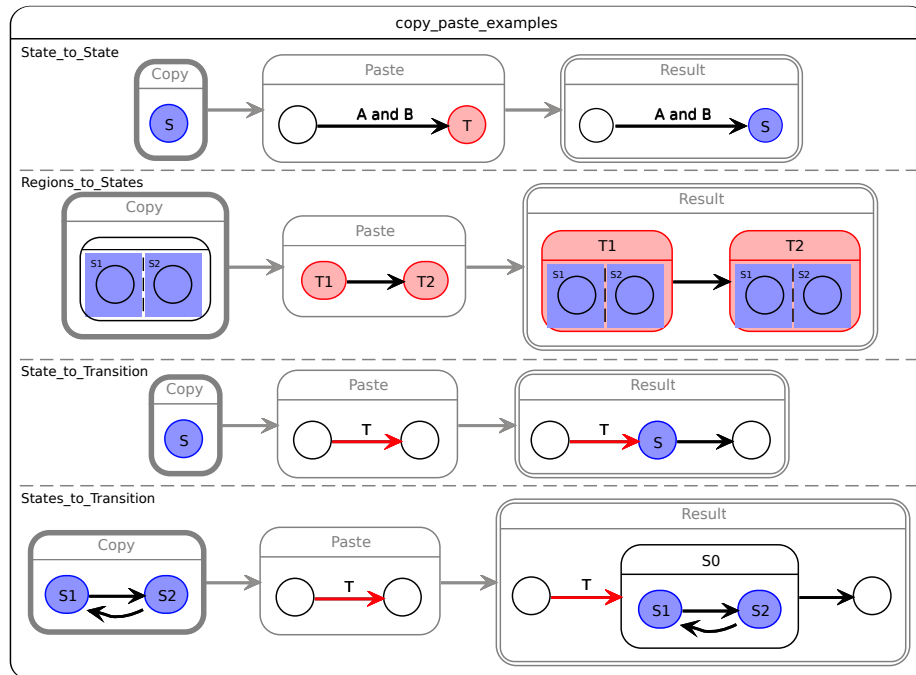 copy_paste_examples
State_to_State
Copy
Paste
Result
S
A and B
T
A and B
S
Regions_to_States
Copy
Paste
Result
S1
S2
T1
T2
T1
T2
S1
S2
S1
S2
State_to_Transition
Copy
Paste
Result
S
T
T
S
States_to_Transition
Copy
Paste
Result
S1
S2
T
T
S0
S1
S2